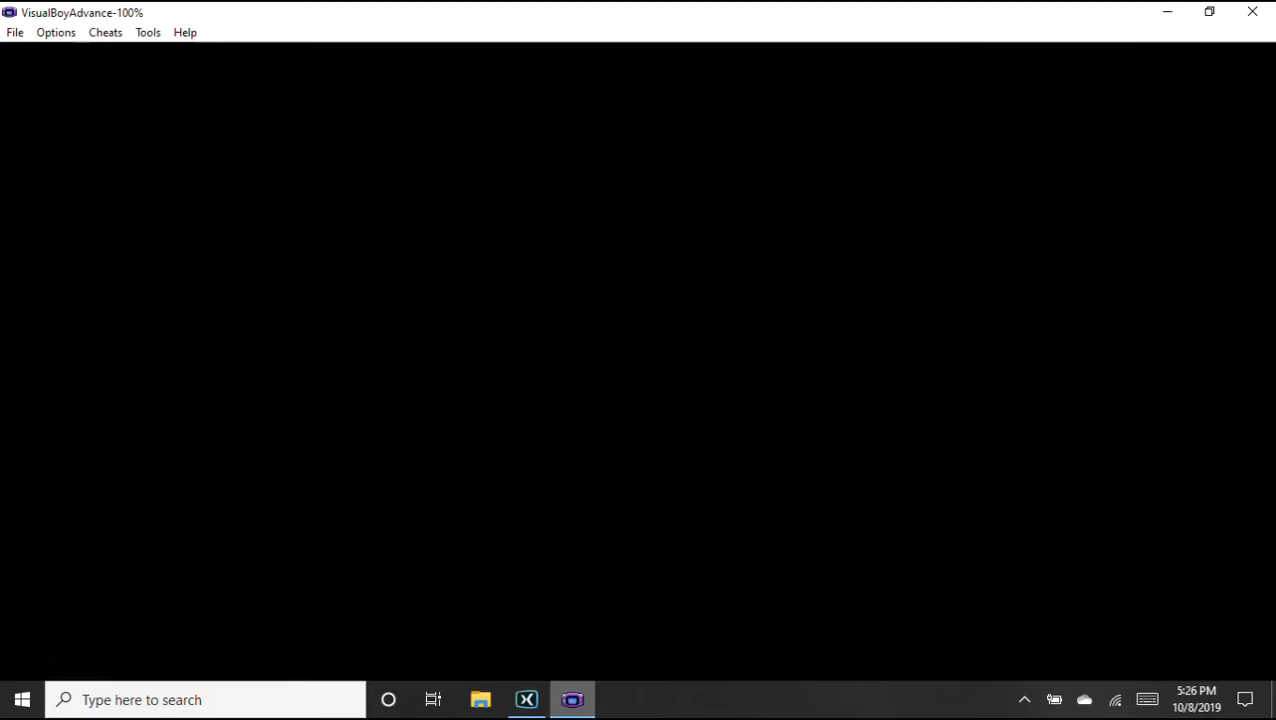 VisualBoyAdvance-100%
File Options Cheats Tools Help
Type here to search
5:26 PM
10/8/2019